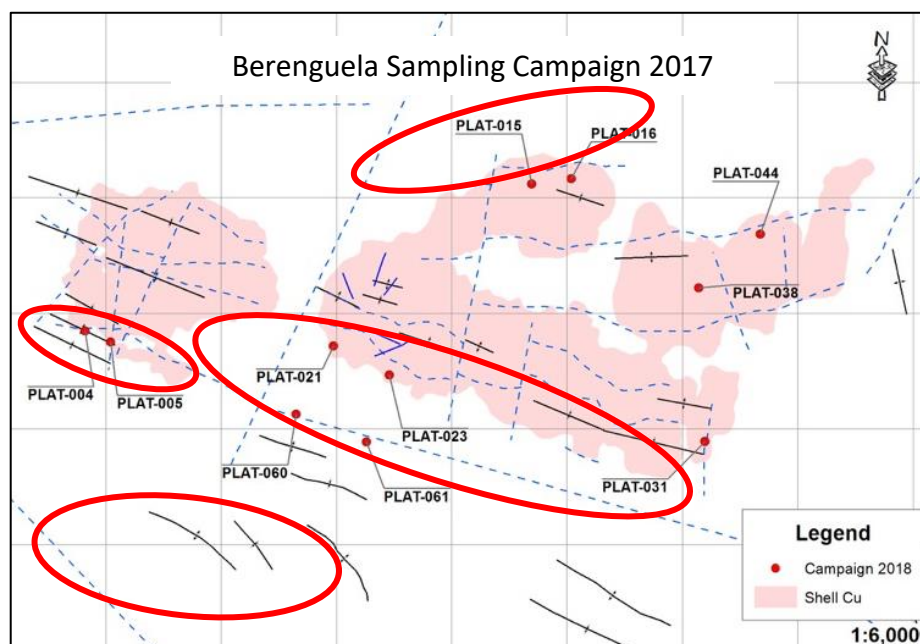 Berenguela Sampling Campaign 2017
N
PLAT-015
PLAT-016
PLAT-044
PLAT-038
PLAT-021
PLAT-004
PLAT-005
PLAT-023
PLAT-060
PLAT-061
PLAT-031
Legend
Campaign 2018
Shell Cu
1:6,000